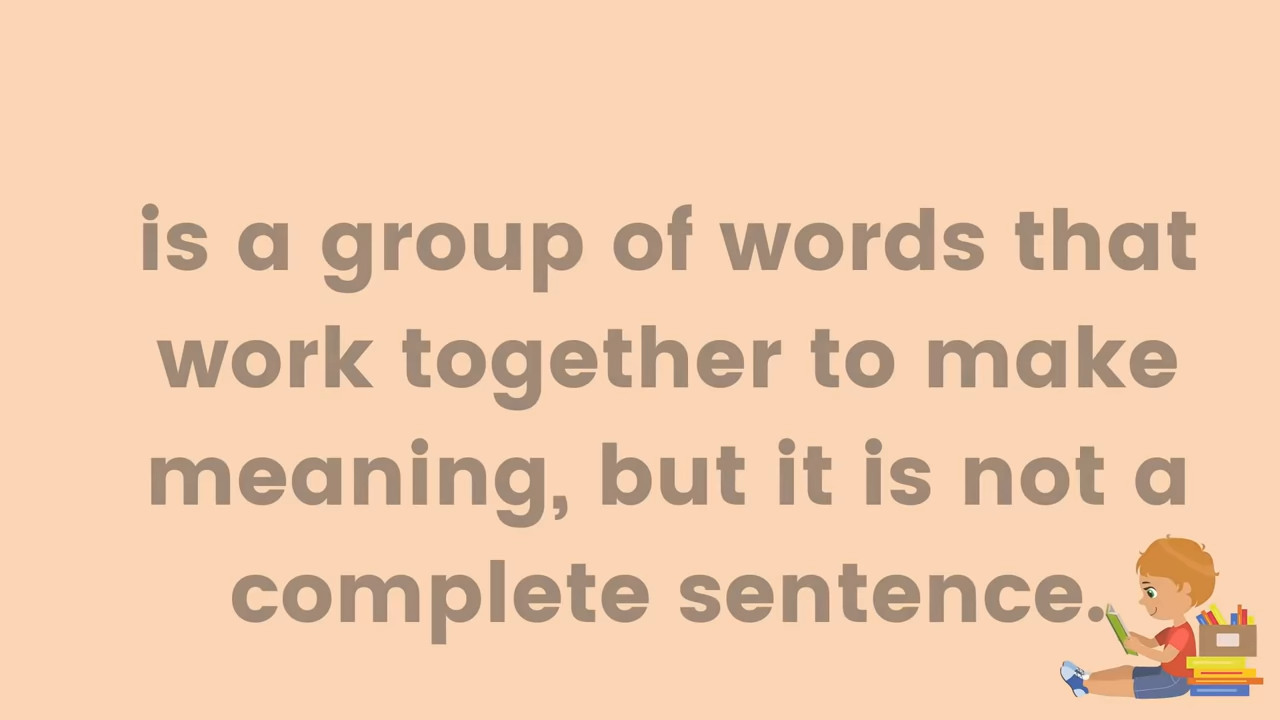 is a group of words that
work together to make
meaning, but it is not a
complete sentence.